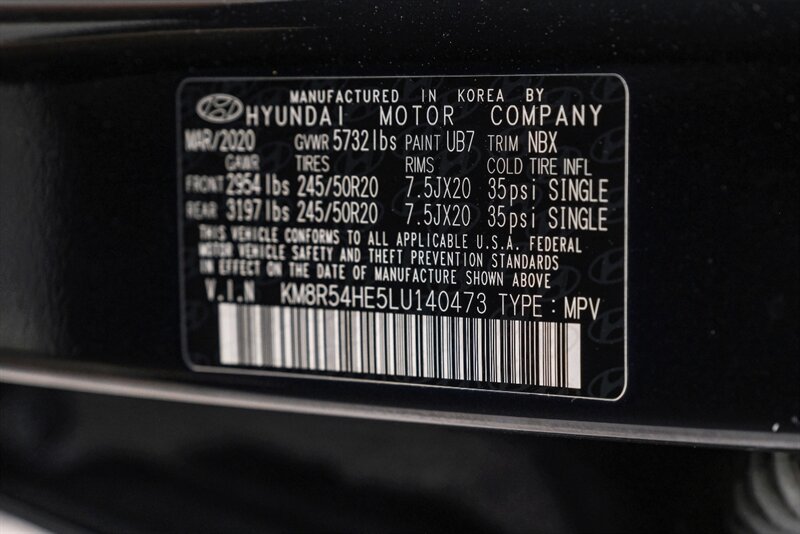 MANUFACTURED IN KOREA BY
HYUNDAI MOTOR COMPANY
MAR/2020 GVWR 5732lbs PAINT UB7 TRIM NBX
GAWR TIRES RIMS COLD TIRE INFL
FRONT 2954lbs 245/50R20 7.5JX20 35psi SINGLE
REAR 3197lbs 245/50R20 7.5JX20 35psi SINGLE
THIS VEHICLE CONFORMS TO ALL APPLICABLE U.S.A. FEDERAL
MOTOR VEHICLE SAFETY AND THEFT PREVENTION STANDARDS
IN EFFECT ON THE DATE OF MANUFACTURE SHOWN ABOVE
V.I.N KM8R54HE5LU140473 TYPE : MPV